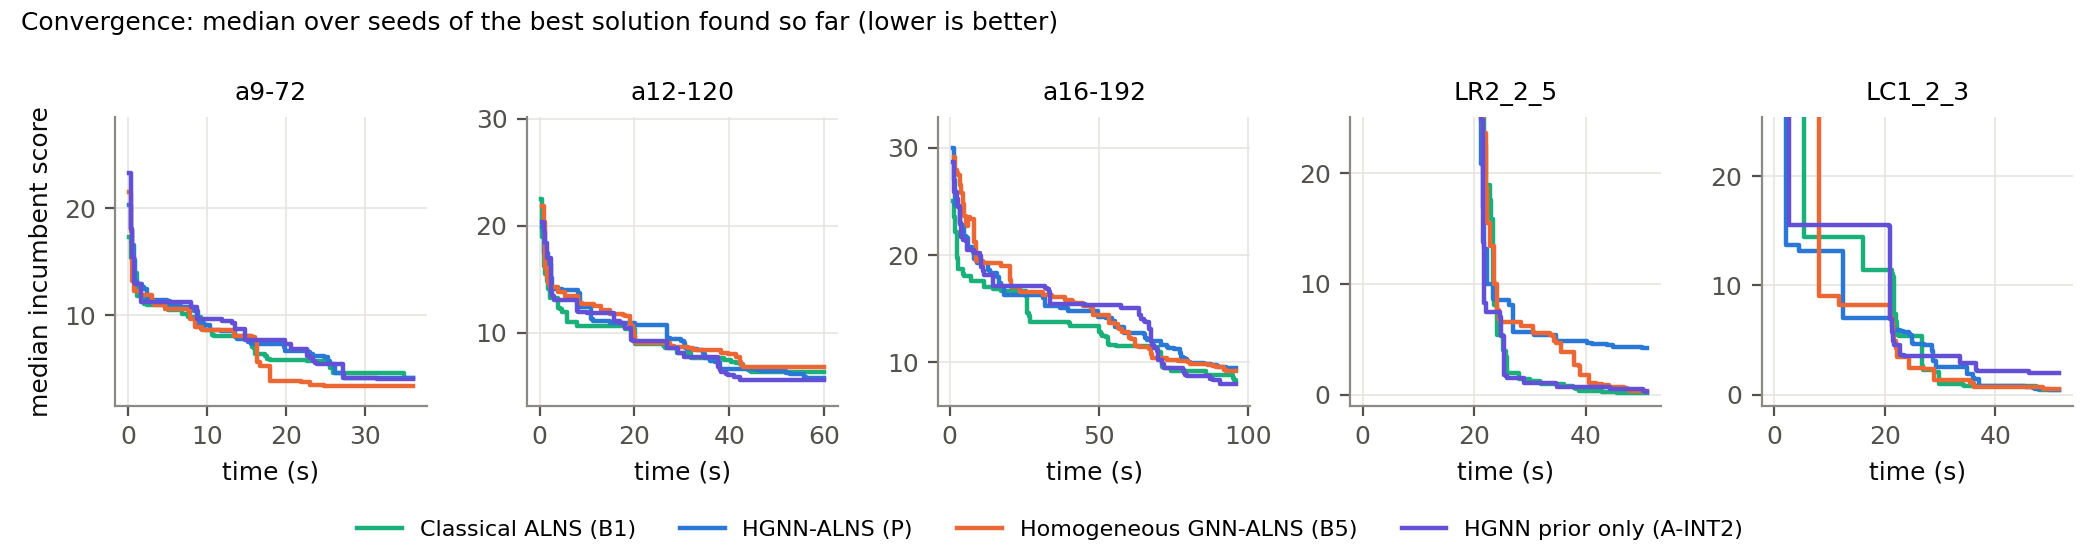 Convergence: median over seeds of the best solution found so far (lower is better)
a9-72
a12-120
a16-192
LR2_2_5
LC1_2_3
median incumbent score
20
10
30
20
10
30
20
10
20
10
0
20
10
0
0 10 20 30
0 20 40 60
0 50 100
0 20 40
0 20 40
time (s)
time (s)
time (s)
time (s)
time (s)
Classical ALNS (B1)
HGNN-ALNS (P)
Homogeneous GNN-ALNS (B5)
HGNN prior only (A-INT2)